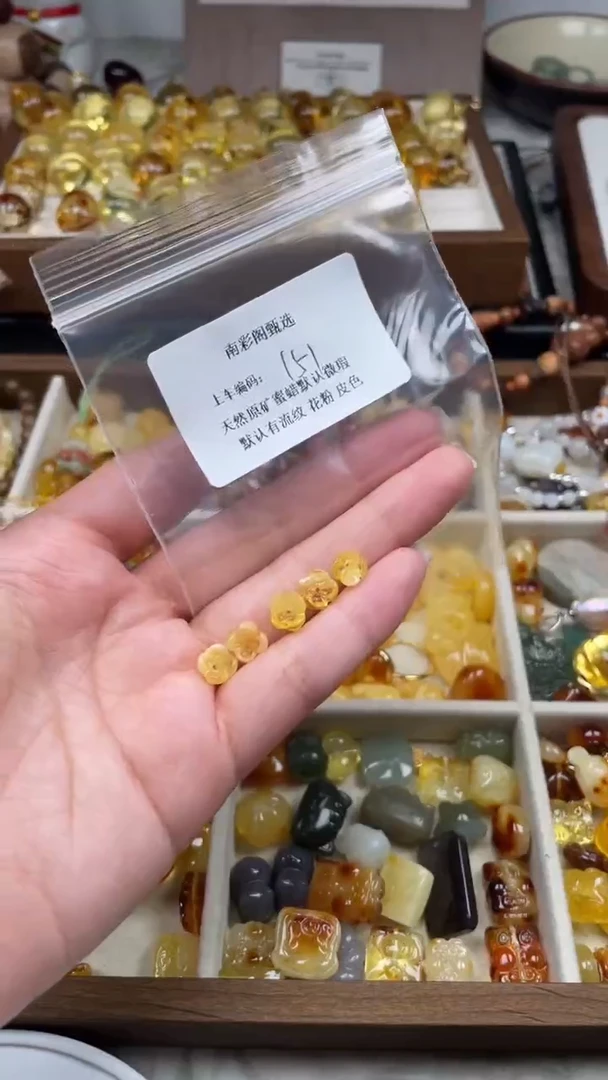 南彩阁甄选
上车编码： (5)
天然原矿蜜蜡默认微瑕
默认有流纹 花粉 皮色